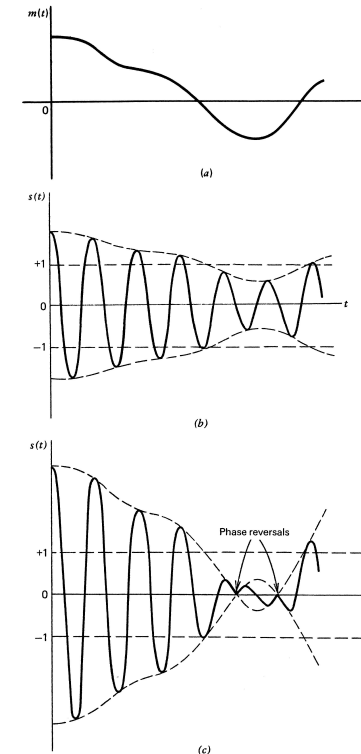 m(t)
0
(a)
s(t)
+1
0
t
−1
(b)
s(t)
Phase reversals
+1
0
−1
(c)